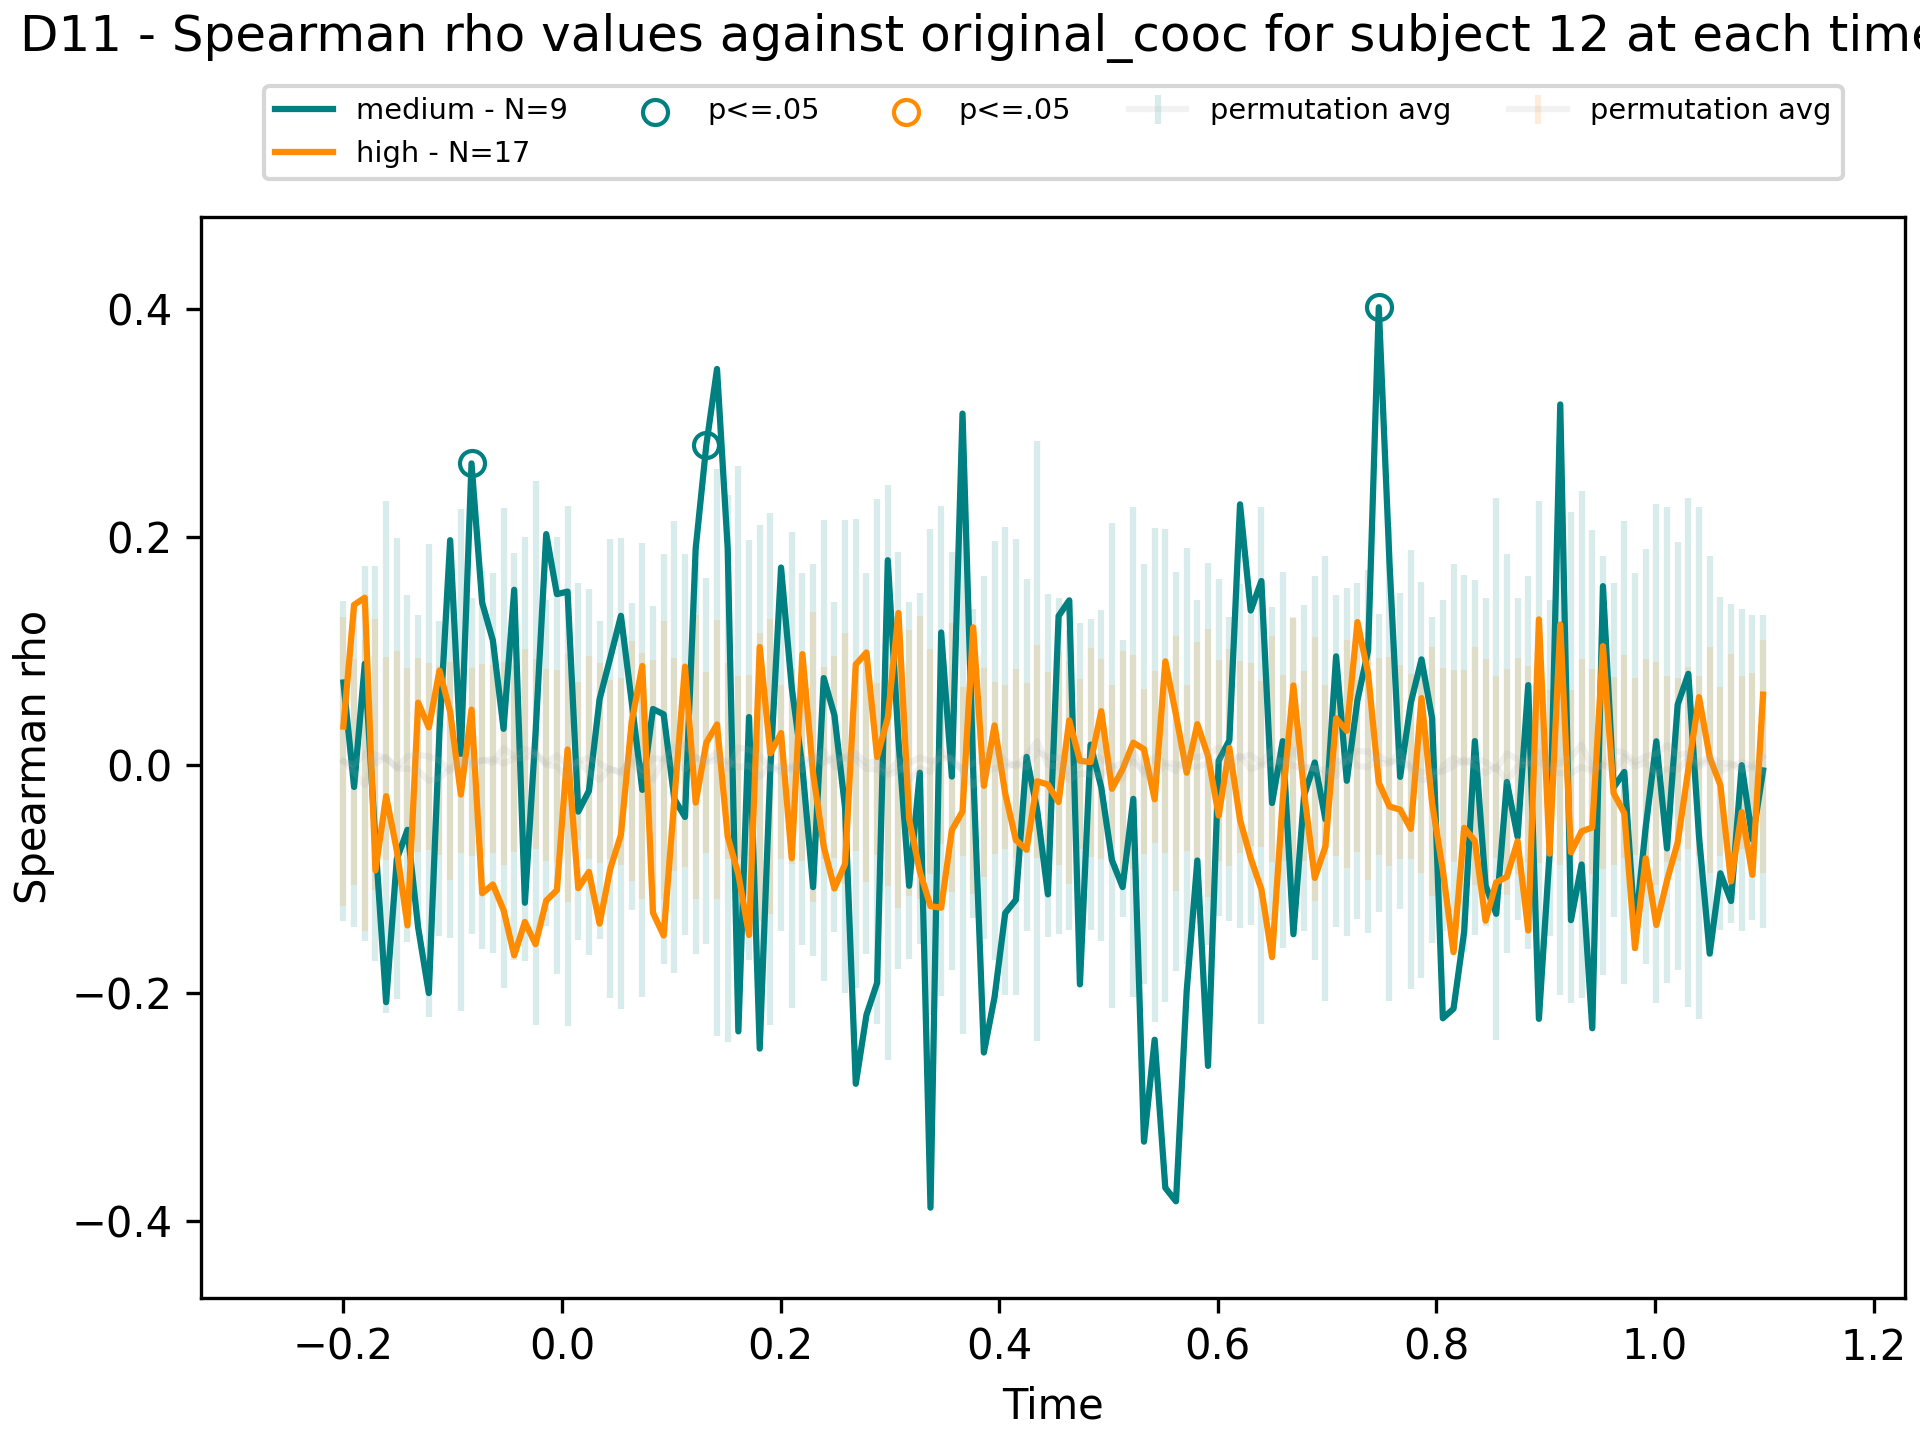 D11 - Spearman rho values against original_cooc for subject 12 at each time
medium - N=9
high - N=17
p<=.05
p<=.05
permutation avg
permutation avg
Spearman rho
0.4
0.2
0.0
−0.2
−0.4
−0.2 0.0 0.2 0.4 0.6 0.8 1.0 1.2
Time